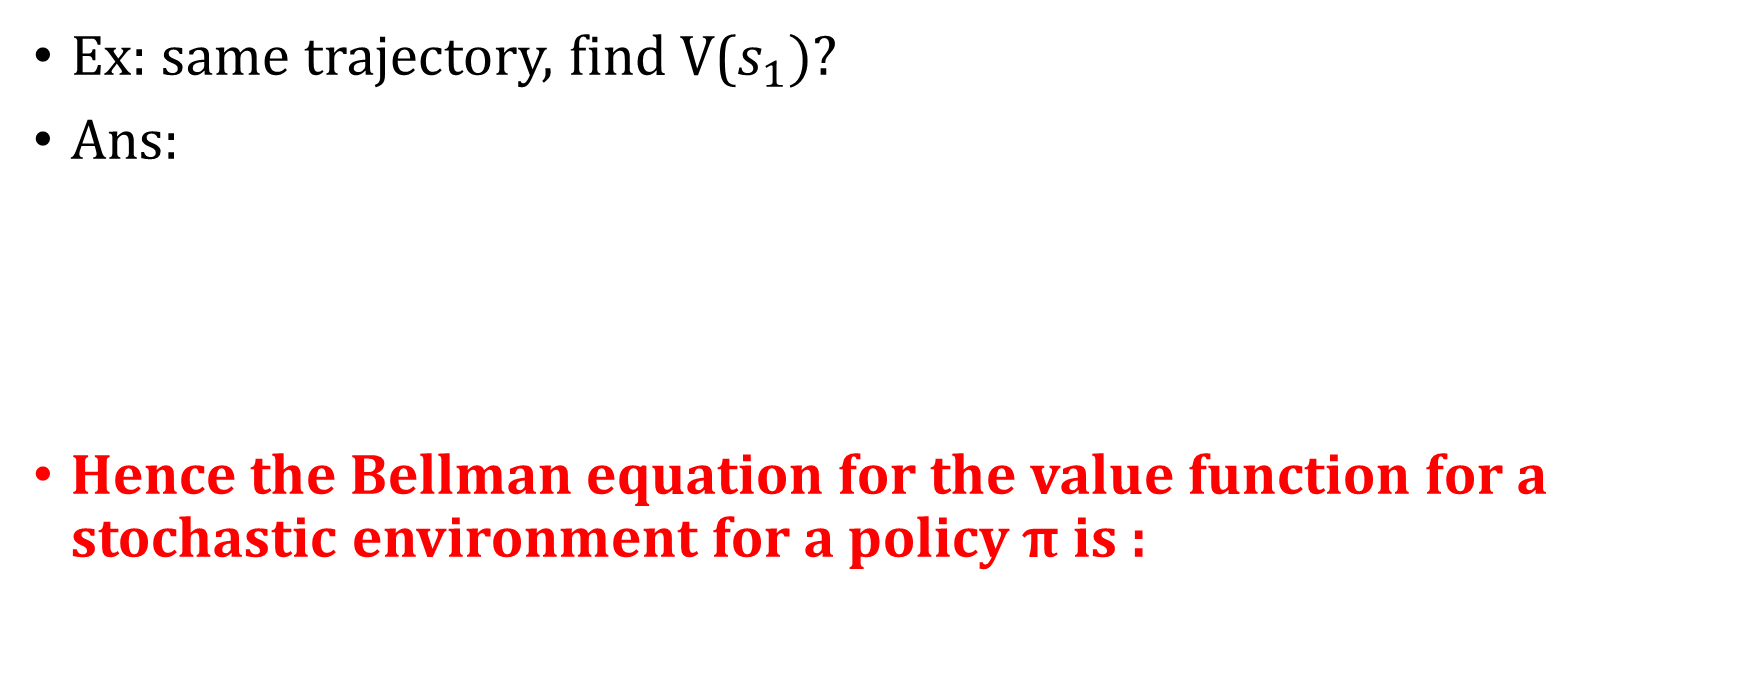 • Ex: same trajectory, find V(𝑠₁)?
• Ans:
• Hence the Bellman equation for the value function for a
stochastic environment for a policy π is :